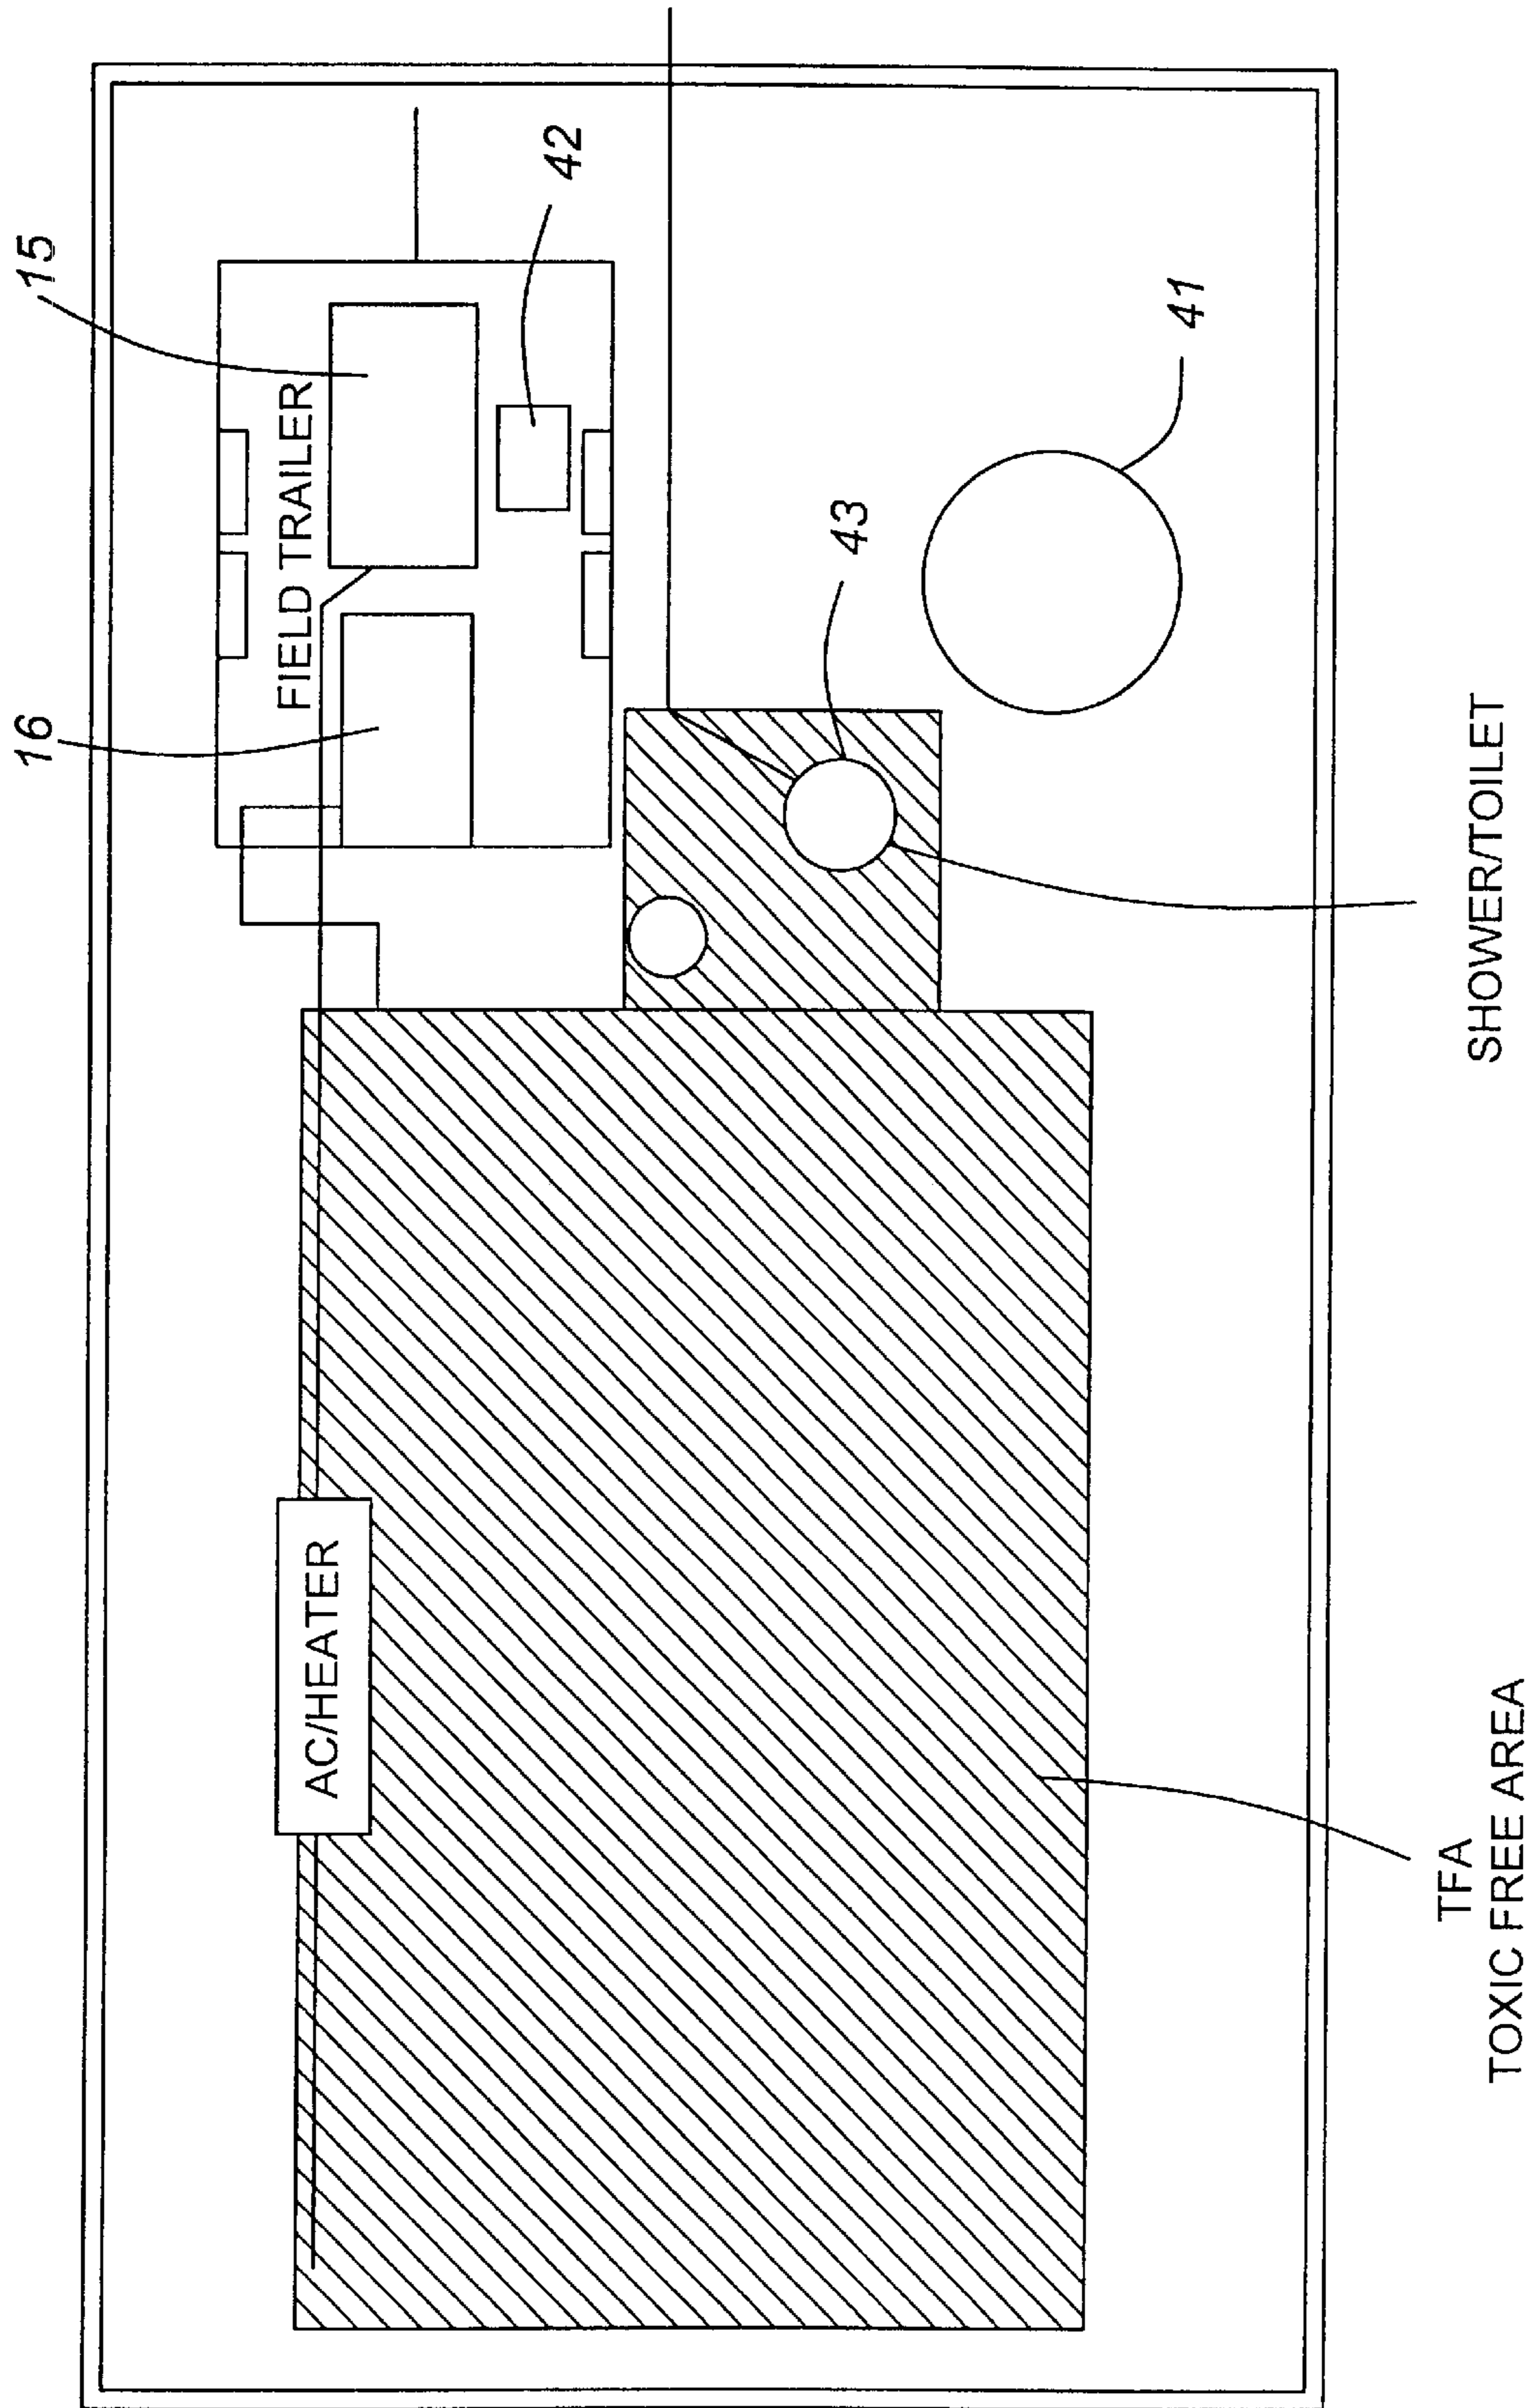 15
16
42
FIELD TRAILER
43
41
AC/HEATER
SHOWER/TOILET
TFA
TOXIC FREE AREA